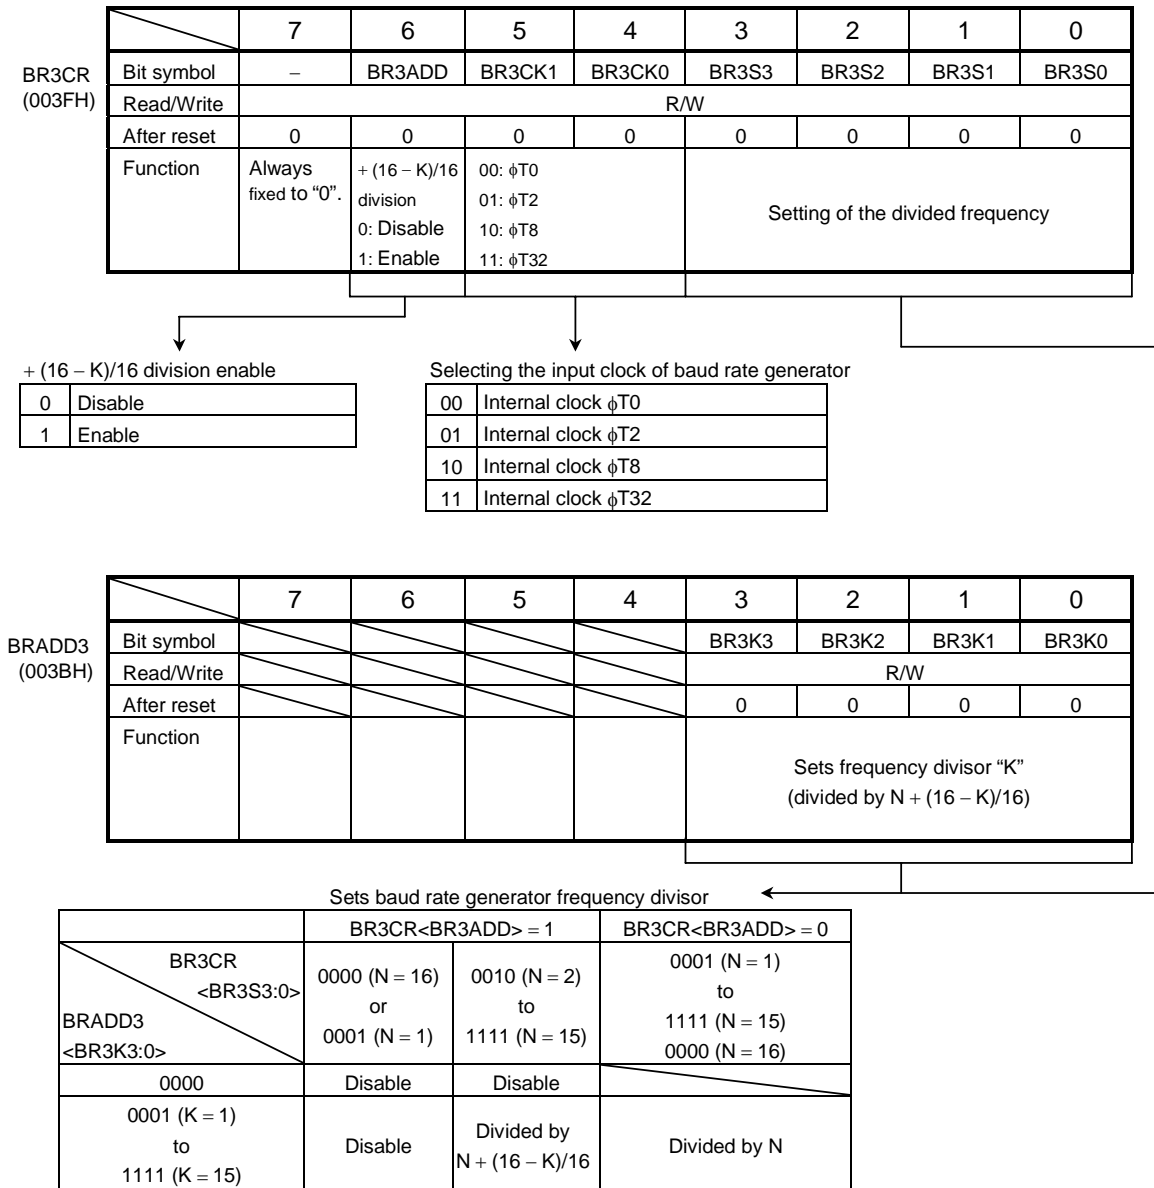 7 6 5 4 3 2 1 0
BR3CR
(003FH)
Bit symbol – BR3ADD BR3CK1 BR3CK0 BR3S3 BR3S2 BR3S1 BR3S0
Read/Write R/W
After reset 0 0 0 0 0 0 0 0
Function
Always
fixed to “0”.
+ (16 − K)/16
division
0: Disable
1: Enable
00: ϕT0
01: ϕT2
10: ϕT8
11: ϕT32
Setting of the divided frequency
+ (16 − K)/16 division enable
0 Disable
1 Enable
Selecting the input clock of baud rate generator
00 Internal clock ϕT0
01 Internal clock ϕT2
10 Internal clock ϕT8
11 Internal clock ϕT32
7 6 5 4 3 2 1 0
BRADD3
(003BH)
Bit symbol BR3K3 BR3K2 BR3K1 BR3K0
Read/Write R/W
After reset 0 0 0 0
Function
Sets frequency divisor “K”
(divided by N + (16 − K)/16)
Sets baud rate generator frequency divisor
BR3CR<BR3ADD> = 1 BR3CR<BR3ADD> = 0
BR3CR
<BR3S3:0>
BRADD3
<BR3K3:0>
0000 (N = 16)
or
0001 (N = 1)
0010 (N = 2)
to
1111 (N = 15)
0001 (N = 1)
to
1111 (N = 15)
0000 (N = 16)
0000 Disable Disable
0001 (K = 1)
to
1111 (K = 15)
Disable
Divided by
N + (16 − K)/16
Divided by N